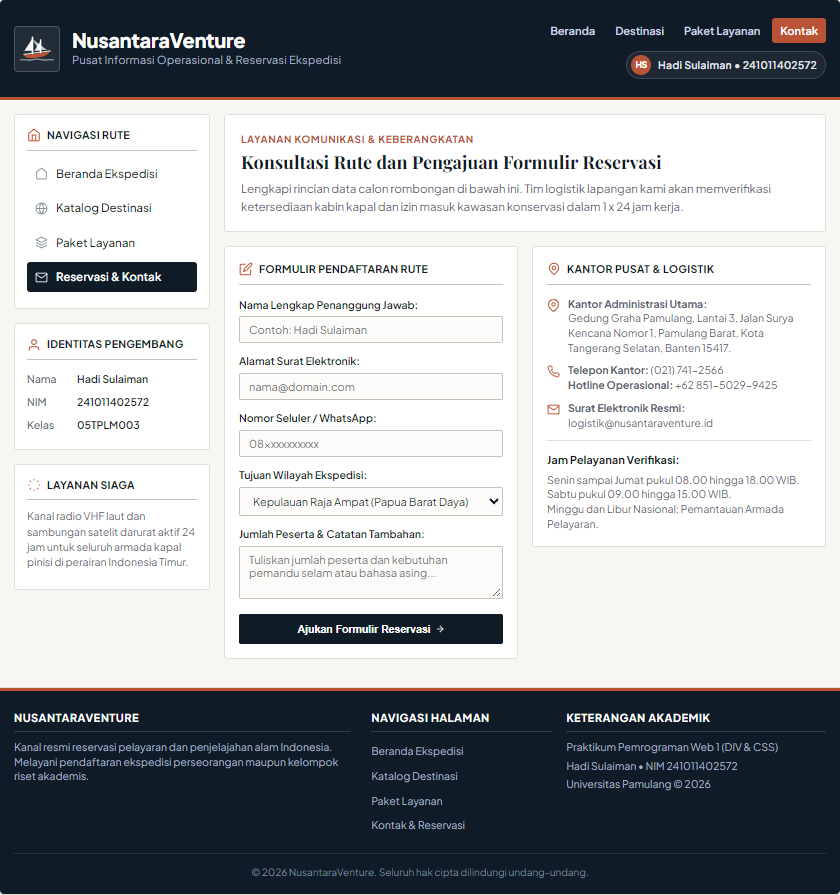 NusantaraVenture
Pusat Informasi Operasional & Reservasi Ekspedisi
Beranda
Destinasi
Paket Layanan
Kontak
HS
Hadi Sulaiman • 241011402572
NAVIGASI RUTE
Beranda Ekspedisi
Katalog Destinasi
Paket Layanan
Reservasi & Kontak
IDENTITAS PENGEMBANG
Nama Hadi Sulaiman
NIM 241011402572
Kelas 05TPLM003
LAYANAN SIAGA
Kanal radio VHF laut dan
sambungan satelit darurat aktif 24
jam untuk seluruh armada kapal
pinisi di perairan Indonesia Timur.
LAYANAN KOMUNIKASI & KEBERANGKATAN
Konsultasi Rute dan Pengajuan Formulir Reservasi
Lengkapi rincian data calon rombongan di bawah ini. Tim logistik lapangan kami akan memverifikasi
ketersediaan kabin kapal dan izin masuk kawasan konservasi dalam 1 x 24 jam kerja.
FORMULIR PENDAFTARAN RUTE
Nama Lengkap Penanggung Jawab:
Contoh: Hadi Sulaiman
Alamat Surat Elektronik:
nama@domain.com
Nomor Seluler / WhatsApp:
08xxxxxxxxxx
Tujuan Wilayah Ekspedisi:
Kepulauan Raja Ampat (Papua Barat Daya)
Jumlah Peserta & Catatan Tambahan:
Tuliskan jumlah peserta dan kebutuhan
pemandu selam atau bahasa asing...
Ajukan Formulir Reservasi →
KANTOR PUSAT & LOGISTIK
Kantor Administrasi Utama:
Gedung Graha Pamulang, Lantai 3, Jalan Surya
Kencana Nomor 1, Pamulang Barat, Kota
Tangerang Selatan, Banten 15417.
Telepon Kantor: (021) 741-2566
Hotline Operasional: +62 851-5029-9425
Surat Elektronik Resmi:
logistik@nusantaraventure.id
Jam Pelayanan Verifikasi:
Senin sampai Jumat pukul 08.00 hingga 18.00 WIB.
Sabtu pukul 09.00 hingga 15.00 WIB.
Minggu dan Libur Nasional: Pemantauan Armada
Pelayaran.
NUSANTARAVENTURE
Kanal resmi reservasi pelayaran dan penjelajahan alam Indonesia.
Melayani pendaftaran ekspedisi perseorangan maupun kelompok
riset akademis.
NAVIGASI HALAMAN
Beranda Ekspedisi
Katalog Destinasi
Paket Layanan
Kontak & Reservasi
KETERANGAN AKADEMIK
Praktikum Pemrograman Web 1 (DIV & CSS)
Hadi Sulaiman • NIM 241011402572
Universitas Pamulang © 2026
© 2026 NusantaraVenture. Seluruh hak cipta dilindungi undang-undang.